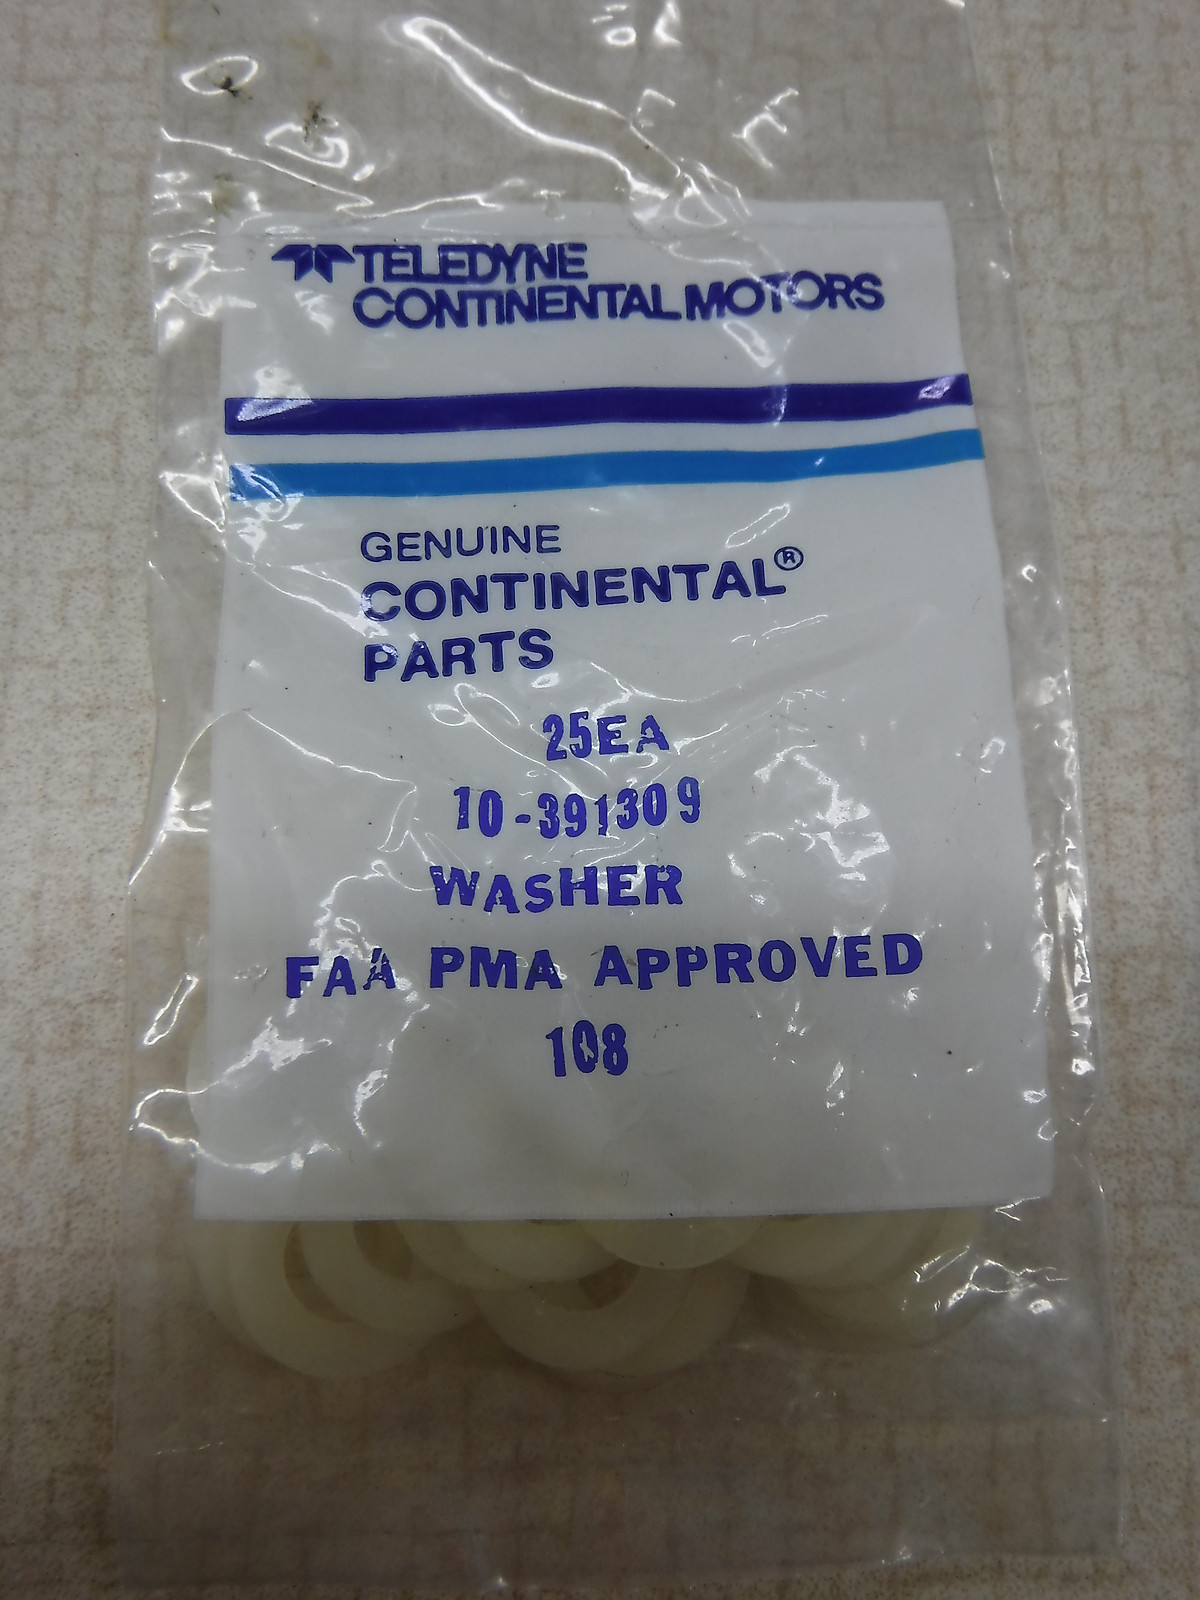 TELEDYNE
CONTINENTAL MOTORS
GENUINE
CONTINENTAL®
PARTS
25EA
10-391309
WASHER
FAA PMA APPROVED
108